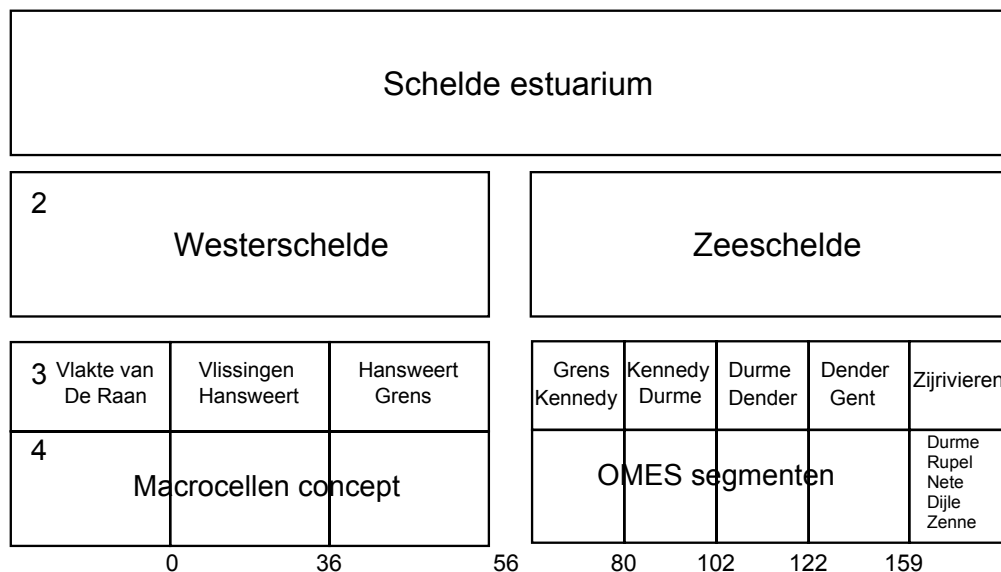 Schelde estuarium
2
Westerschelde
Zeeschelde
3
Vlakte van
De Raan
Vlissingen
Hansweert
Hansweert
Grens
Grens
Kennedy
Kennedy
Durme
Durme
Dender
Dender
Gent
Zijrivieren
4
Macrocellen concept
OMES segmenten
Durme
Rupel
Nete
Dijle
Zenne
0
36
56
80
102
122
159